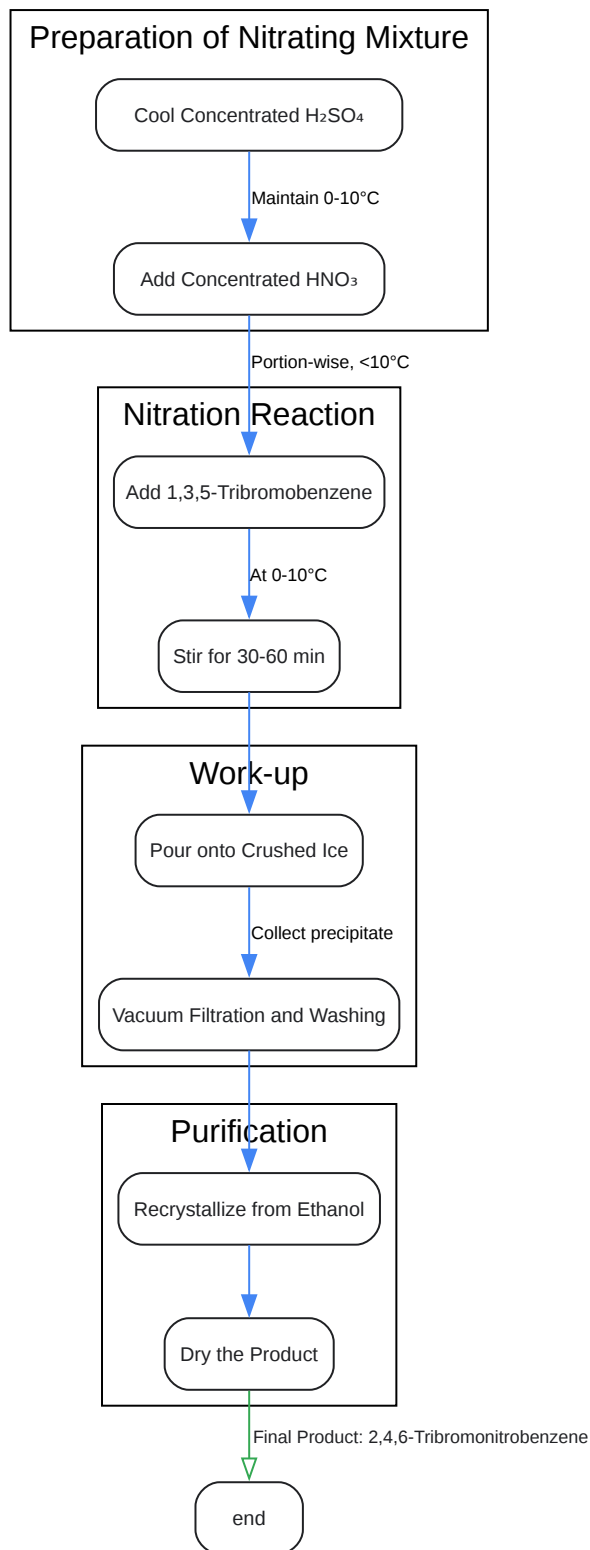 Preparation of Nitrating Mixture
Cool Concentrated H₂SO₄
Maintain 0-10°C
Add Concentrated HNO₃
Portion-wise, <10°C
Nitration Reaction
Add 1,3,5-Tribromobenzene
At 0-10°C
Stir for 30-60 min
Work-up
Pour onto Crushed Ice
Collect precipitate
Vacuum Filtration and Washing
Purification
Recrystallize from Ethanol
Dry the Product
Final Product: 2,4,6-Tribromonitrobenzene
end